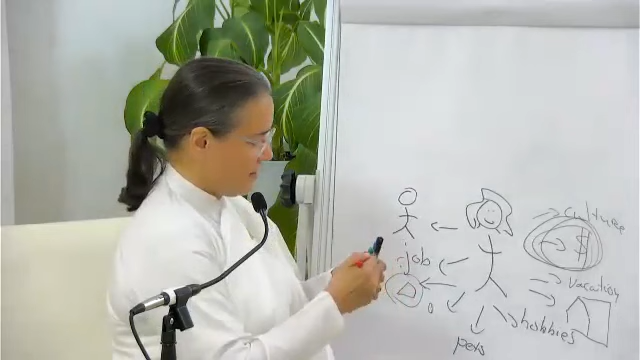 culture
$
job
vacation
hobbies
pets